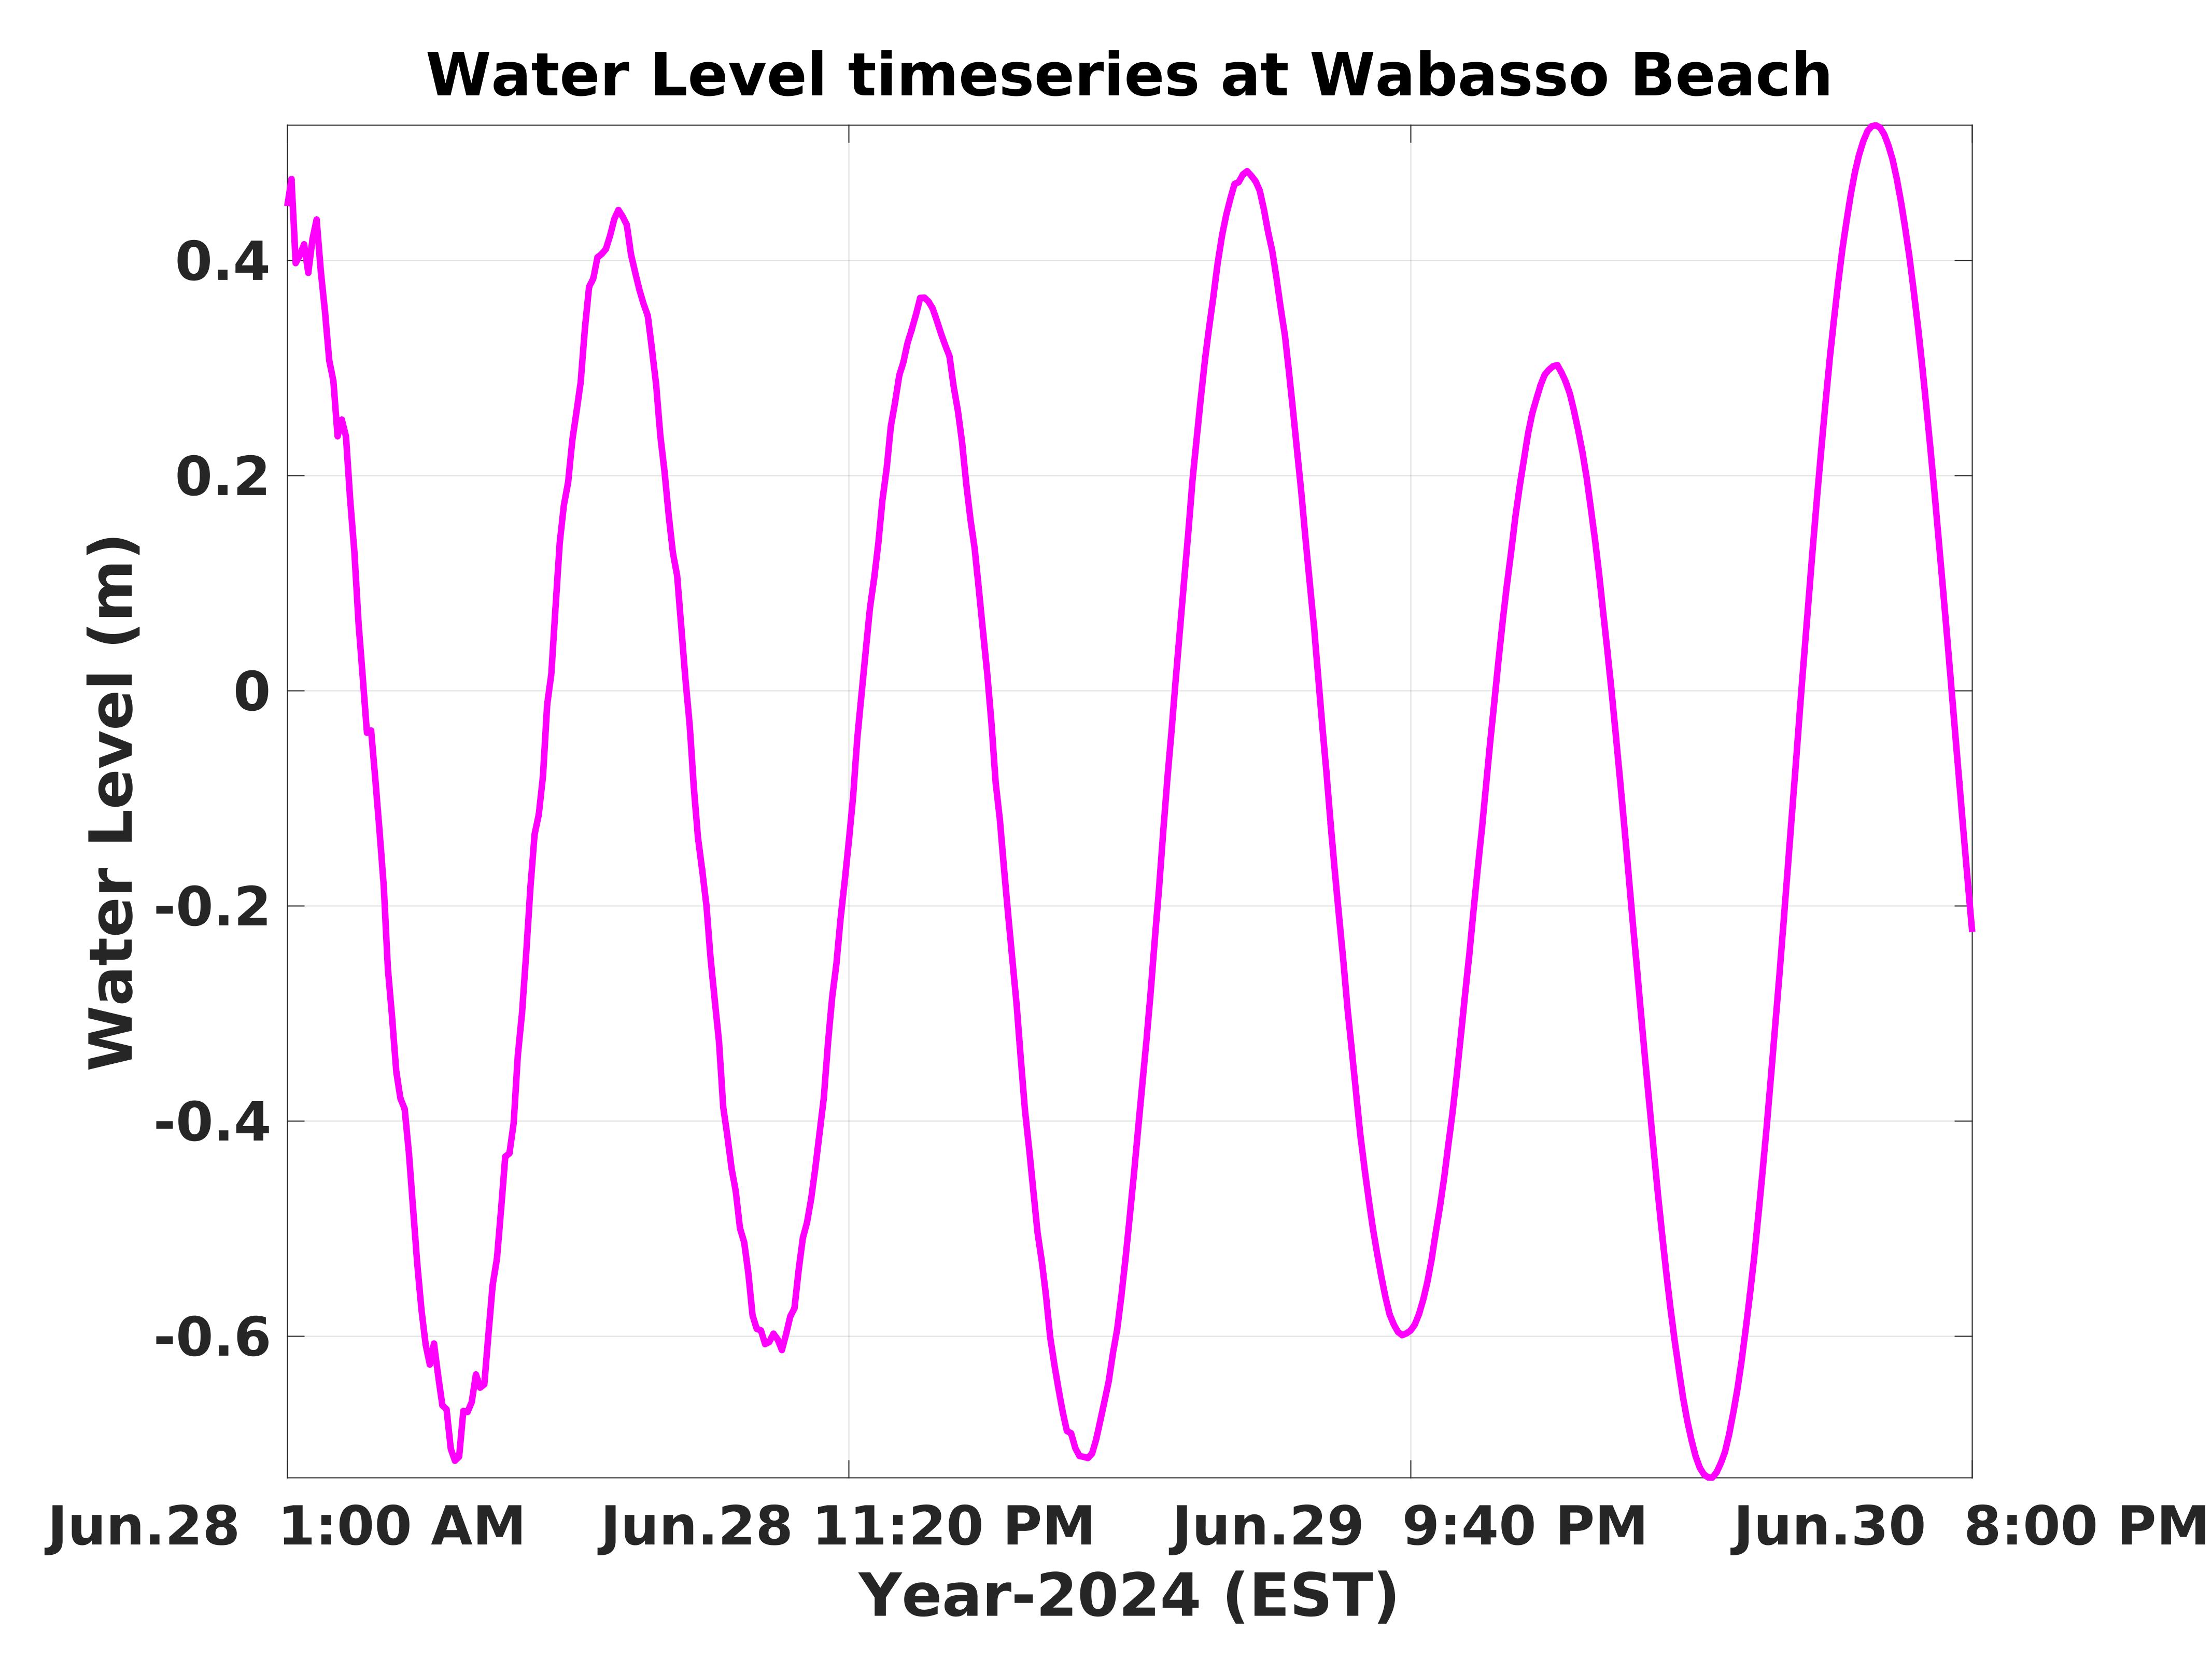 Water Level timeseries at Wabasso Beach
0.4
0.2
0
-0.2
-0.4
-0.6
Water Level (m)
Jun.28 1:00 AM Jun.28 11:20 PM Jun.29 9:40 PM Jun.30 8:00 PM
Year-2024 (EST)